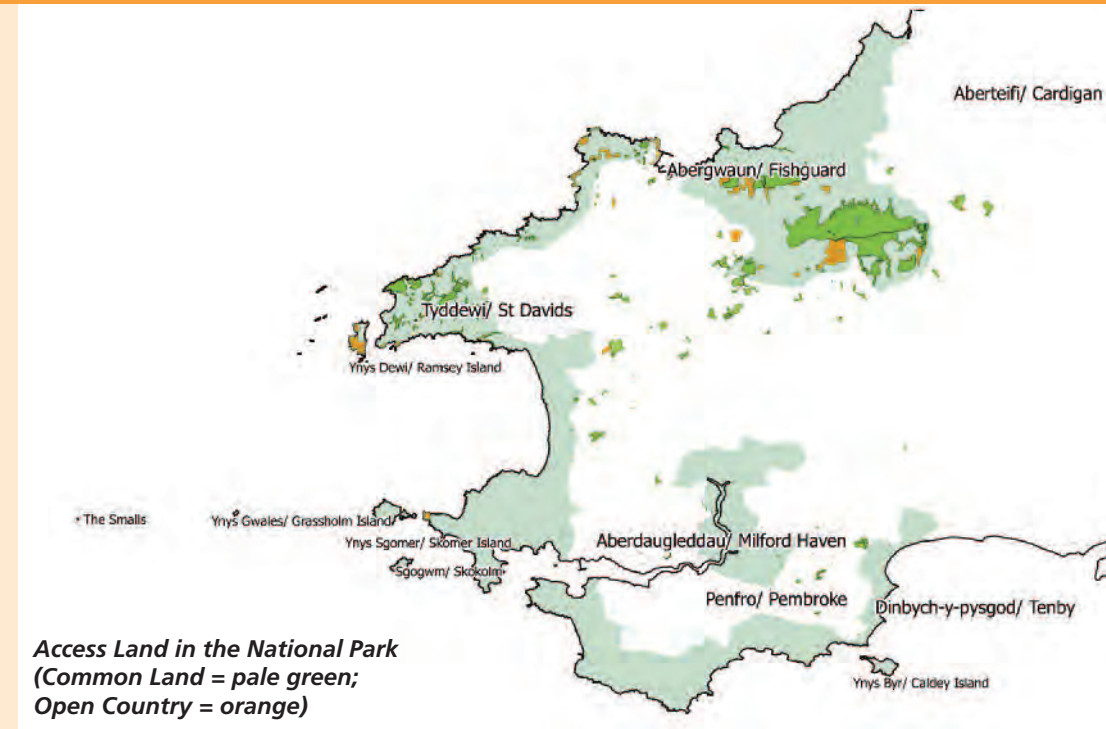 Aberteifi/ Cardigan
Abergwaun/ Fishguard
Tyddewi/ St Davids
Ynys Dewi/ Ramsey Island
The Smalls
Ynys Gwales/ Grassholm Island
Ynys Sgomer/ Skomer Island
Sgogwm/ Skokolm
Aberdaugleddau/ Milford Haven
Penfro/ Pembroke
Dinbych-y-pysgod/ Tenby
Ynys Byr/ Caldey Island
Access Land in the National Park
(Common Land = pale green;
Open Country = orange)